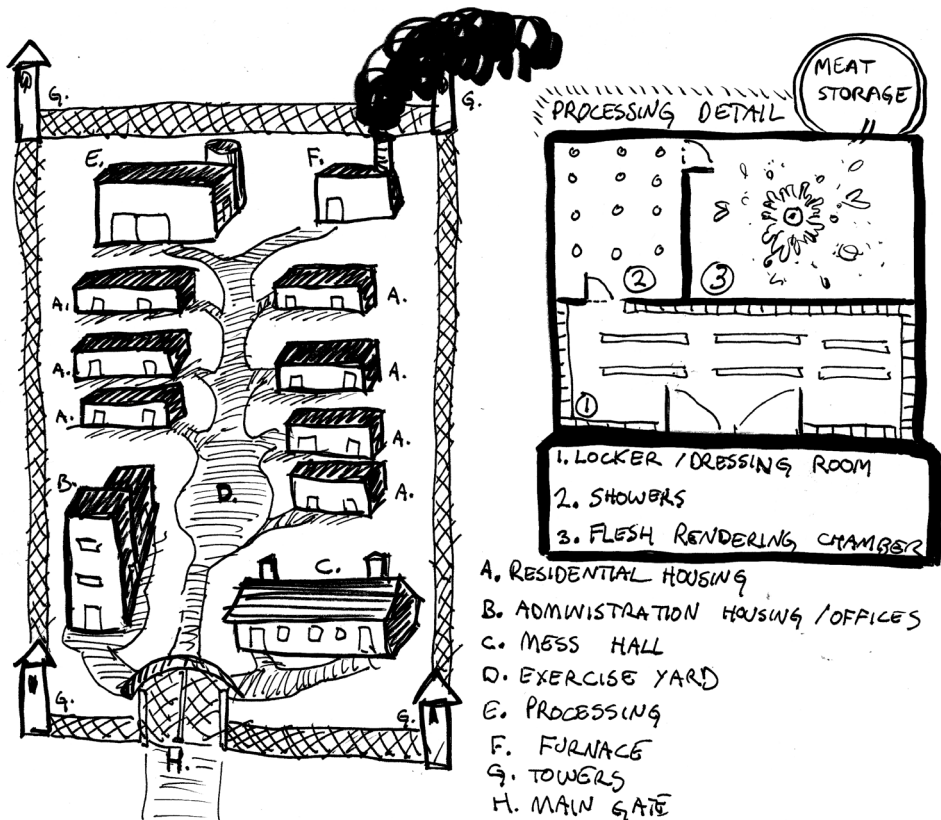 G.
G.
E.
F.
A.
A.
A.
A.
A.
A.
A.
B.
D.
C.
G.
G.
H.
MEAT
STORAGE
PROCESSING DETAIL
2
3
1
1. LOCKER / DRESSING ROOM
2. SHOWERS
3. FLESH RENDERING CHAMBER
A. RESIDENTIAL HOUSING
B. ADMINISTRATION HOUSING / OFFICES
C. MESS HALL
D. EXERCISE YARD
E. PROCESSING
F. FURNACE
G. TOWERS
H. MAIN GATE